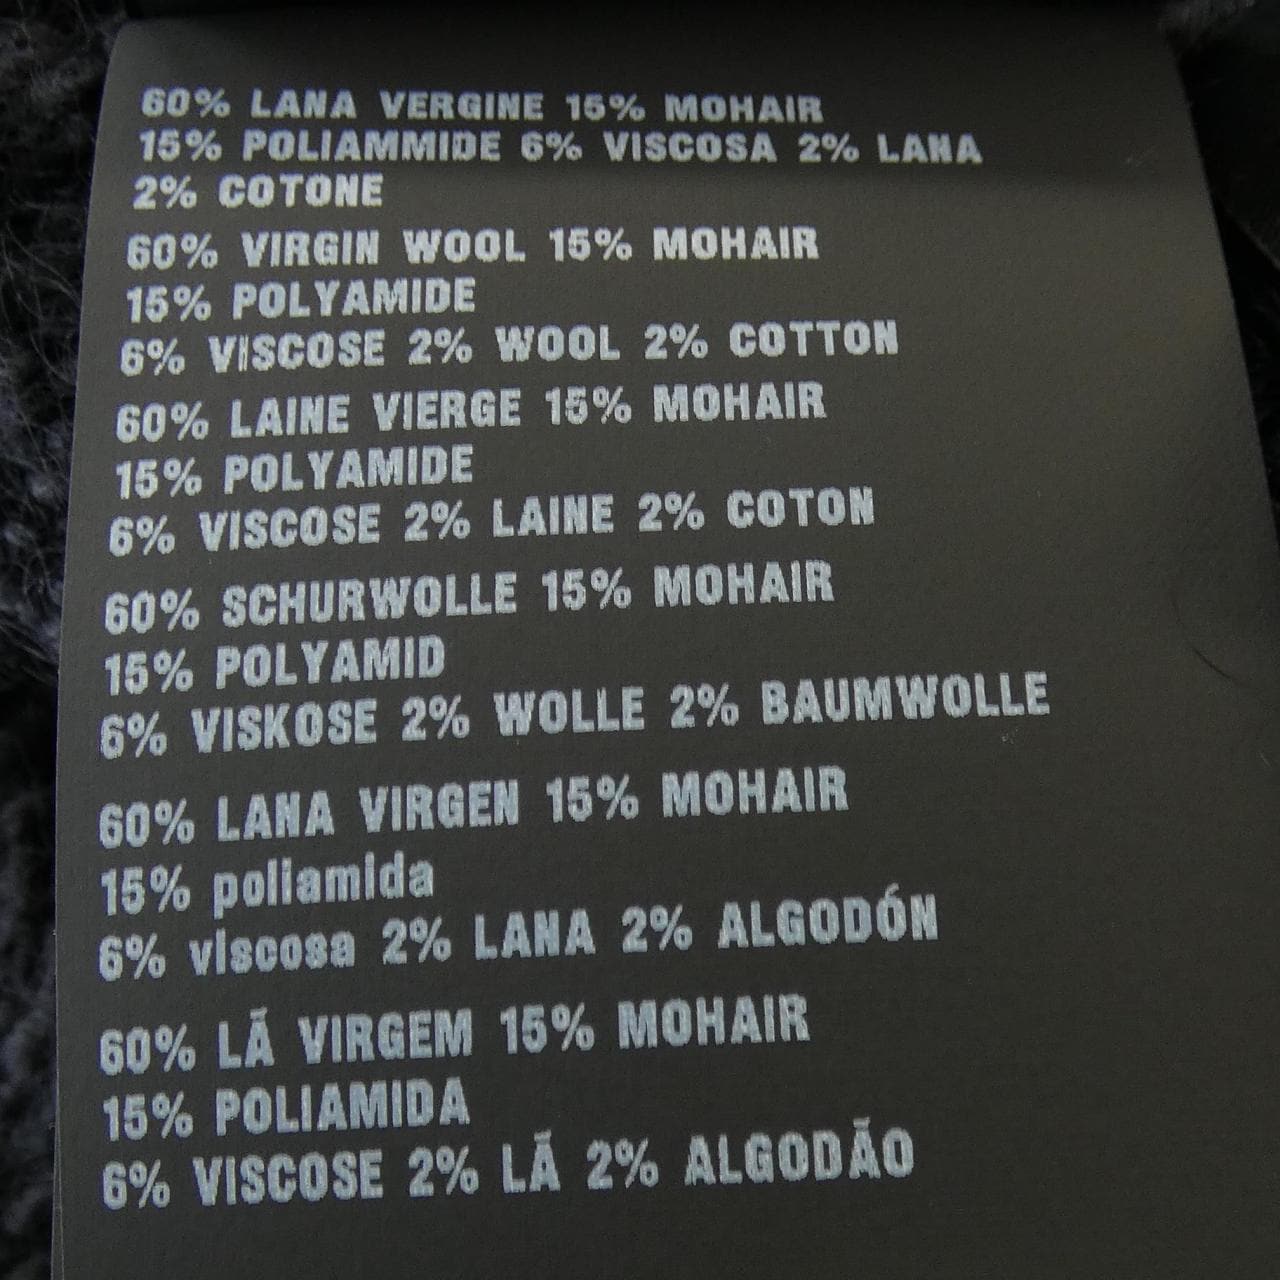 60% LANA VERGINE 15% MOHAIR
15% POLIAMMIDE 6% VISCOSA 2% LANA
2% COTONE
60% VIRGIN WOOL 15% MOHAIR
15% POLYAMIDE
6% VISCOSE 2% WOOL 2% COTTON
60% LAINE VIERGE 15% MOHAIR
15% POLYAMIDE
6% VISCOSE 2% LAINE 2% COTON
60% SCHURWOLLE 15% MOHAIR
15% POLYAMID
6% VISKOSE 2% WOLLE 2% BAUMWOLLE
60% LANA VIRGEN 15% MOHAIR
15% poliamida
6% viscosa 2% LANA 2% ALGODÓN
60% LÃ VIRGEM 15% MOHAIR
15% POLIAMIDA
6% VISCOSE 2% LÃ 2% ALGODÃO